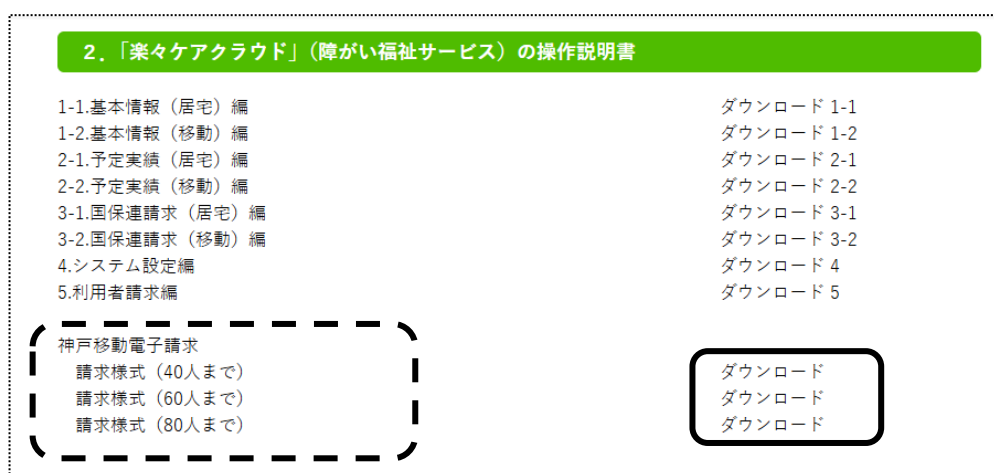 2.「楽々ケアクラウド」(障がい福祉サービス)の操作説明書
1-1.基本情報(居宅)編 ダウンロード 1-1
1-2.基本情報(移動)編 ダウンロード 1-2
2-1.予定実績(居宅)編 ダウンロード 2-1
2-2.予定実績(移動)編 ダウンロード 2-2
3-1.国保連請求(居宅)編 ダウンロード 3-1
3-2.国保連請求(移動)編 ダウンロード 3-2
4.システム設定編 ダウンロード 4
5.利用者請求編 ダウンロード 5
神戸移動電子請求
請求様式(40人まで) ダウンロード
請求様式(60人まで) ダウンロード
請求様式(80人まで) ダウンロード